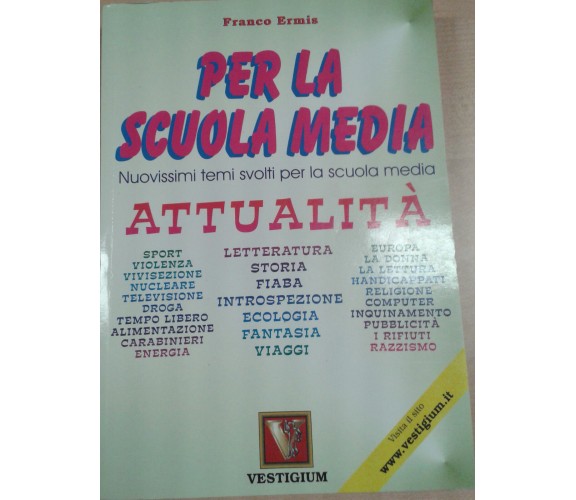 Franco Ermis
PER LA
SCUOLA MEDIA
Nuovissimi temi svolti per la scuola media
ATTUALITÀ
SPORT
VIOLENZA
VIVISEZIONE
NUCLEARE
TELEVISIONE
DROGA
TEMPO LIBERO
ALIMENTAZIONE
CARABINIERI
ENERGIA
LETTERATURA
STORIA
FIABA
INTROSPEZIONE
ECOLOGIA
FANTASIA
VIAGGI
EUROPA
LA DONNA
LA LETTURA
HANDICAPPATI
RELIGIONE
COMPUTER
INQUINAMENTO
PUBBLICITÀ
I RIFIUTI
RAZZISMO
Visita il sito
www.vestigium.it
V
VESTIGIUM